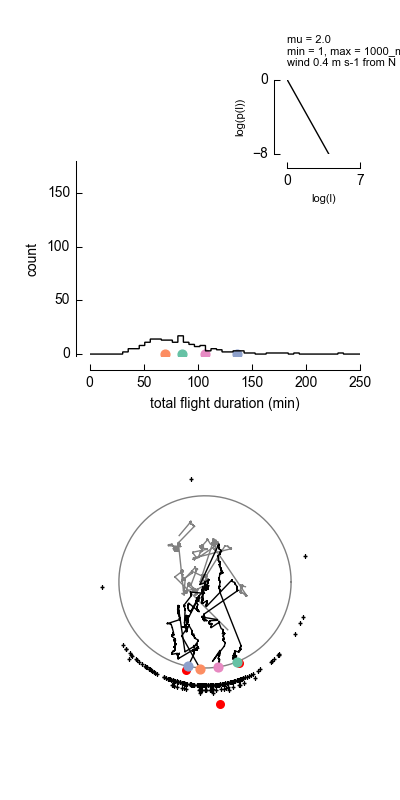 mu = 2.0
min = 1, max = 1000_
wind 0.4 m s-1 from N
log(p(l))
0
−8
0 7
log(l)
count
150
100
50
0
0 50 100 150 200 250
total flight duration (min)